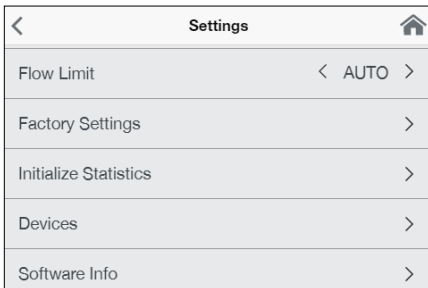 Settings
Flow Limit < AUTO >
Factory Settings >
Initialize Statistics >
Devices >
Software Info >